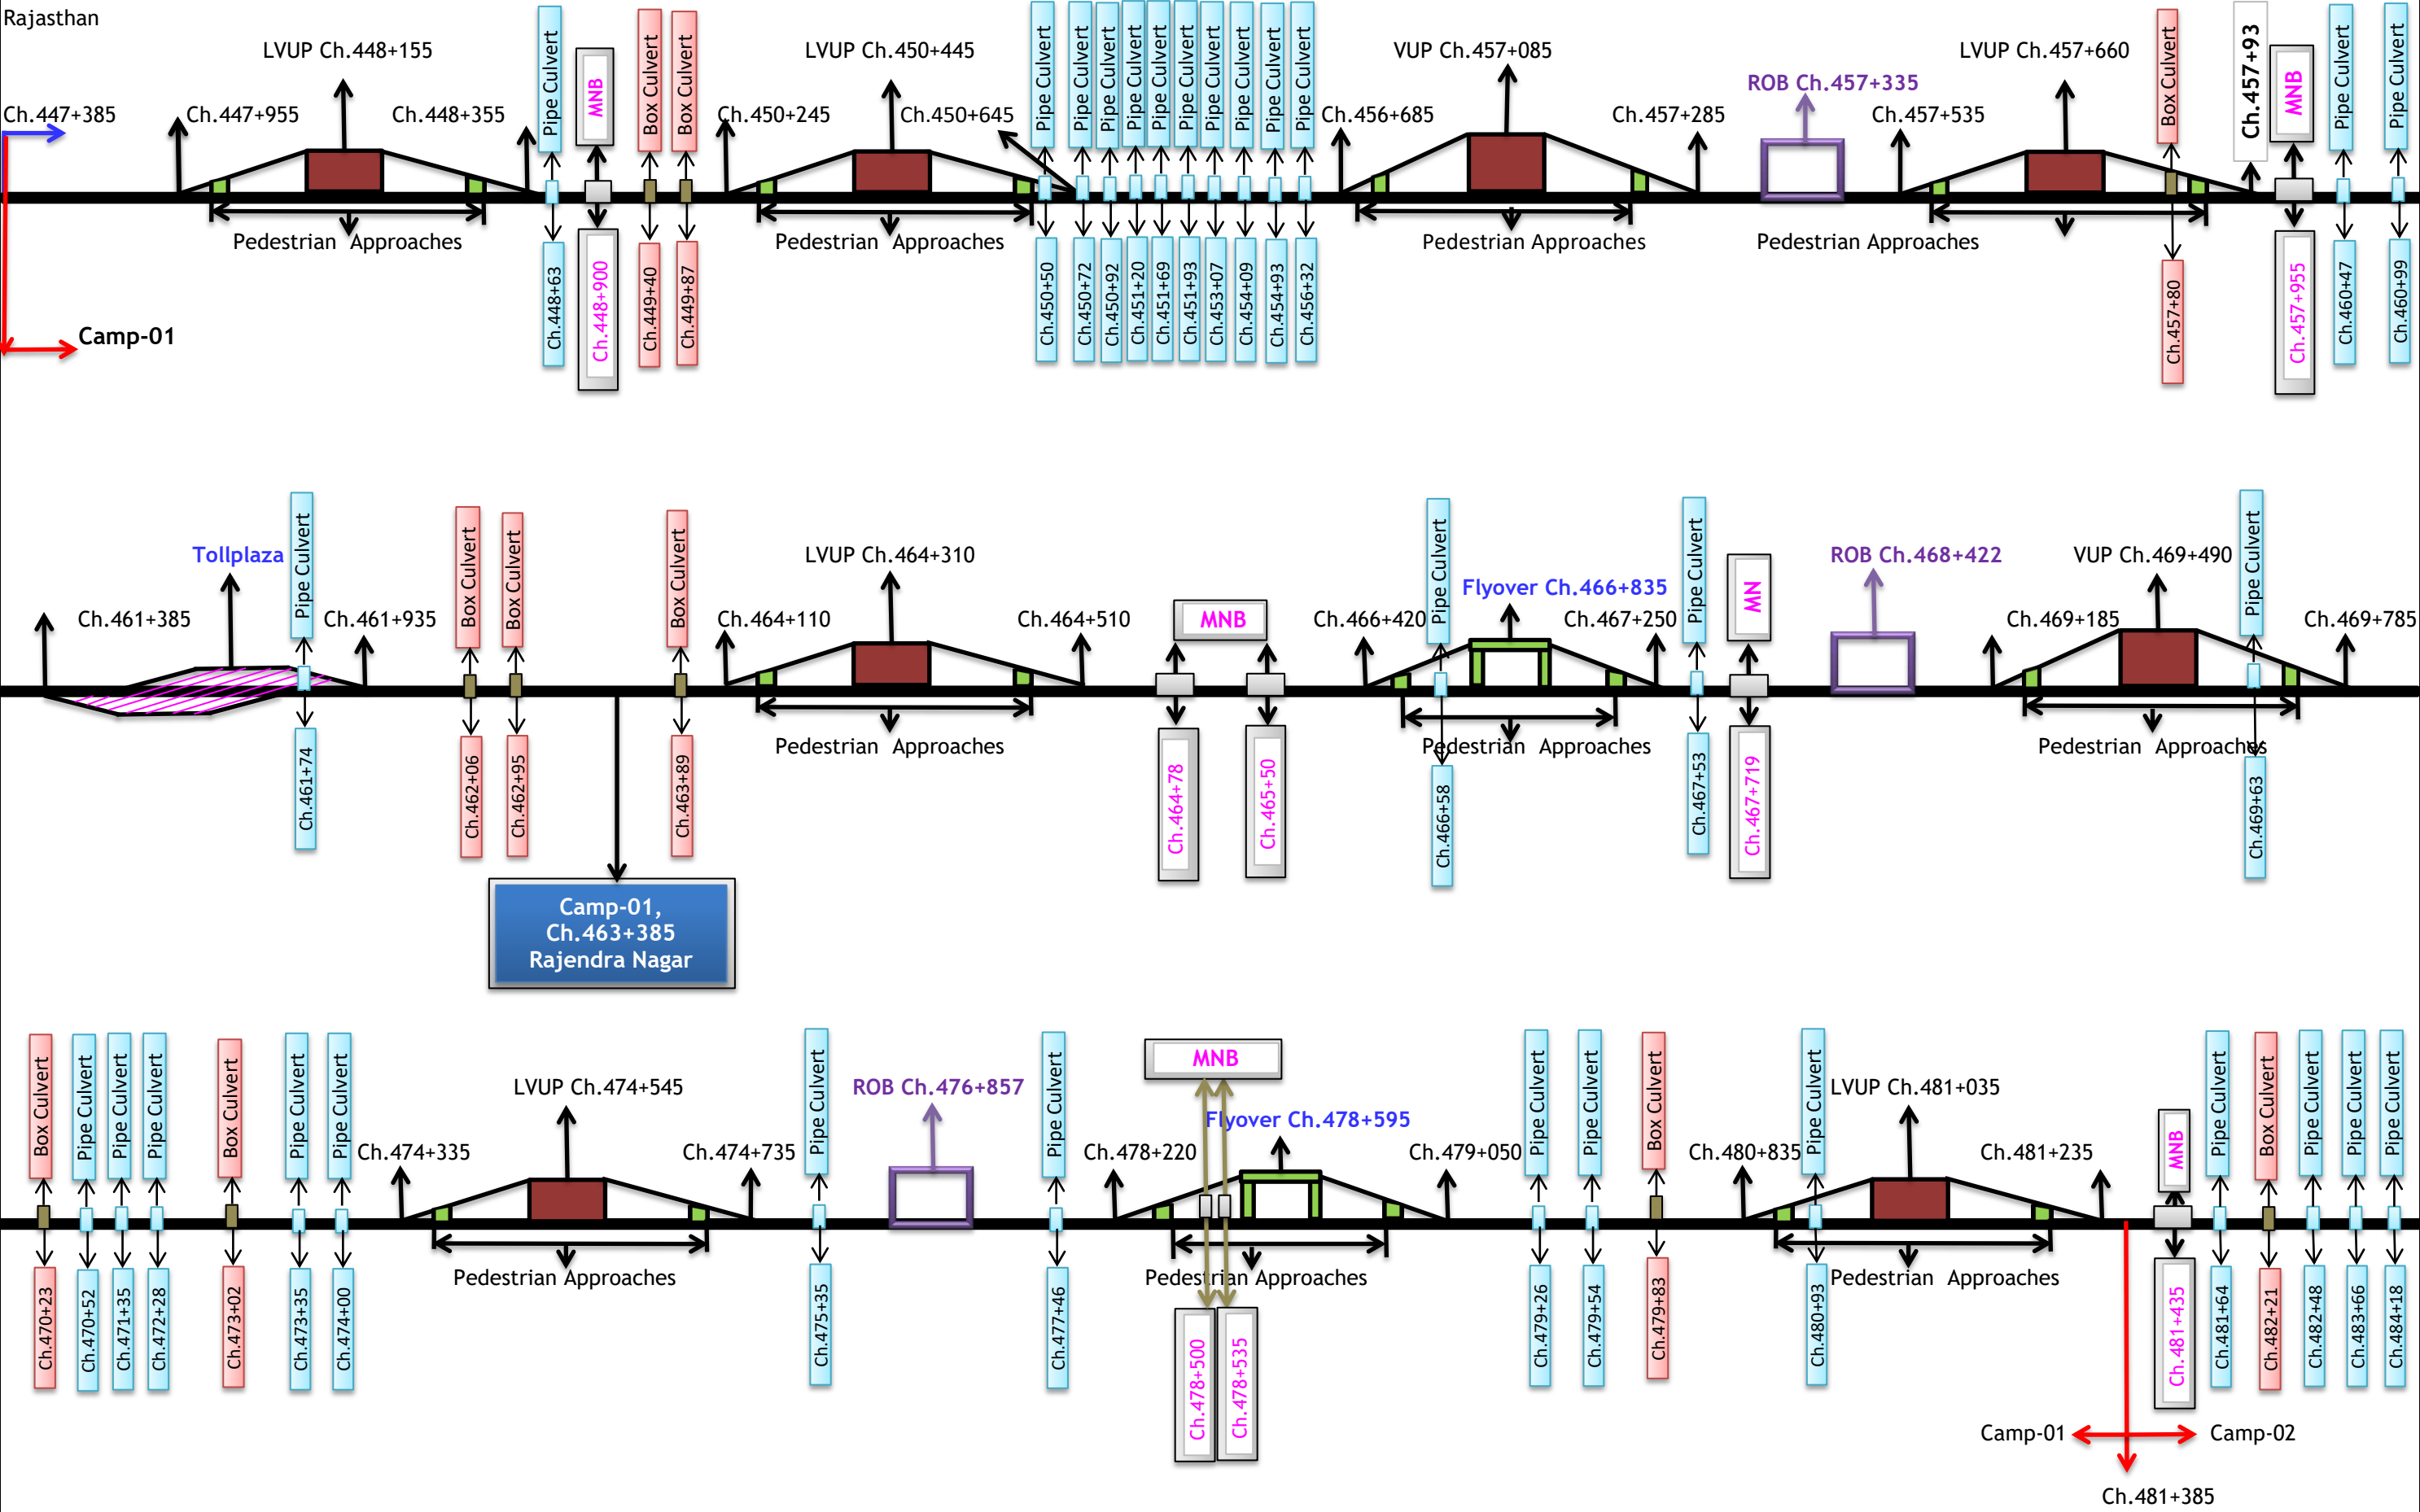 Rajasthan
LVUP Ch.448+155
Pipe Culvert
MNB
Box Culvert
Box Culvert
LVUP Ch.450+445
Pipe Culvert
Pipe Culvert
Pipe Culvert
Pipe Culvert
Pipe Culvert
Pipe Culvert
Pipe Culvert
Pipe Culvert
Pipe Culvert
Pipe Culvert
VUP Ch.457+085
ROB Ch.457+335
LVUP Ch.457+660
Box Culvert
Ch.457+93
MNB
Pipe Culvert
Pipe Culvert
Ch.447+385
Ch.447+955
Ch.448+355
Ch.450+245
Ch.450+645
Ch.456+685
Ch.457+285
Ch.457+535
Pedestrian Approaches
Pedestrian Approaches
Pedestrian Approaches
Pedestrian Approaches
Ch.448+63
Ch.448+900
Ch.449+40
Ch.449+87
Ch.450+50
Ch.450+72
Ch.450+92
Ch.451+20
Ch.451+69
Ch.451+93
Ch.453+07
Ch.454+09
Ch.454+93
Ch.456+32
Ch.457+80
Ch.457+955
Ch.460+47
Ch.460+99
Camp-01
Tollplaza
Pipe Culvert
Box Culvert
Box Culvert
Box Culvert
LVUP Ch.464+310
MNB
Pipe Culvert
Flyover Ch.466+835
Pipe Culvert
MN
ROB Ch.468+422
VUP Ch.469+490
Pipe Culvert
Ch.461+385
Ch.461+935
Ch.464+110
Ch.464+510
Ch.466+420
Ch.467+250
Ch.469+185
Ch.469+785
Pedestrian Approaches
Pedestrian Approaches
Pedestrian Approaches
Ch.461+74
Ch.462+06
Ch.462+95
Ch.463+89
Ch.464+78
Ch.465+50
Ch.466+58
Ch.467+53
Ch.467+719
Ch.469+63
Camp-01,
Ch.463+385
Rajendra Nagar
Box Culvert
Pipe Culvert
Pipe Culvert
Pipe Culvert
Box Culvert
Pipe Culvert
Pipe Culvert
LVUP Ch.474+545
Pipe Culvert
ROB Ch.476+857
Pipe Culvert
MNB
Flyover Ch.478+595
Pipe Culvert
Pipe Culvert
Box Culvert
Pipe Culvert
LVUP Ch.481+035
MNB
Pipe Culvert
Box Culvert
Pipe Culvert
Pipe Culvert
Pipe Culvert
Ch.474+335
Ch.474+735
Ch.478+220
Ch.479+050
Ch.480+835
Ch.481+235
Pedestrian Approaches
Pedestrian Approaches
Pedestrian Approaches
Ch.470+23
Ch.470+52
Ch.471+35
Ch.472+28
Ch.473+02
Ch.473+35
Ch.474+00
Ch.475+35
Ch.477+46
Ch.478+500
Ch.478+535
Ch.479+26
Ch.479+54
Ch.479+83
Ch.480+93
Ch.481+435
Ch.481+64
Ch.482+21
Ch.482+48
Ch.483+66
Ch.484+18
Camp-01
Camp-02
Ch.481+385